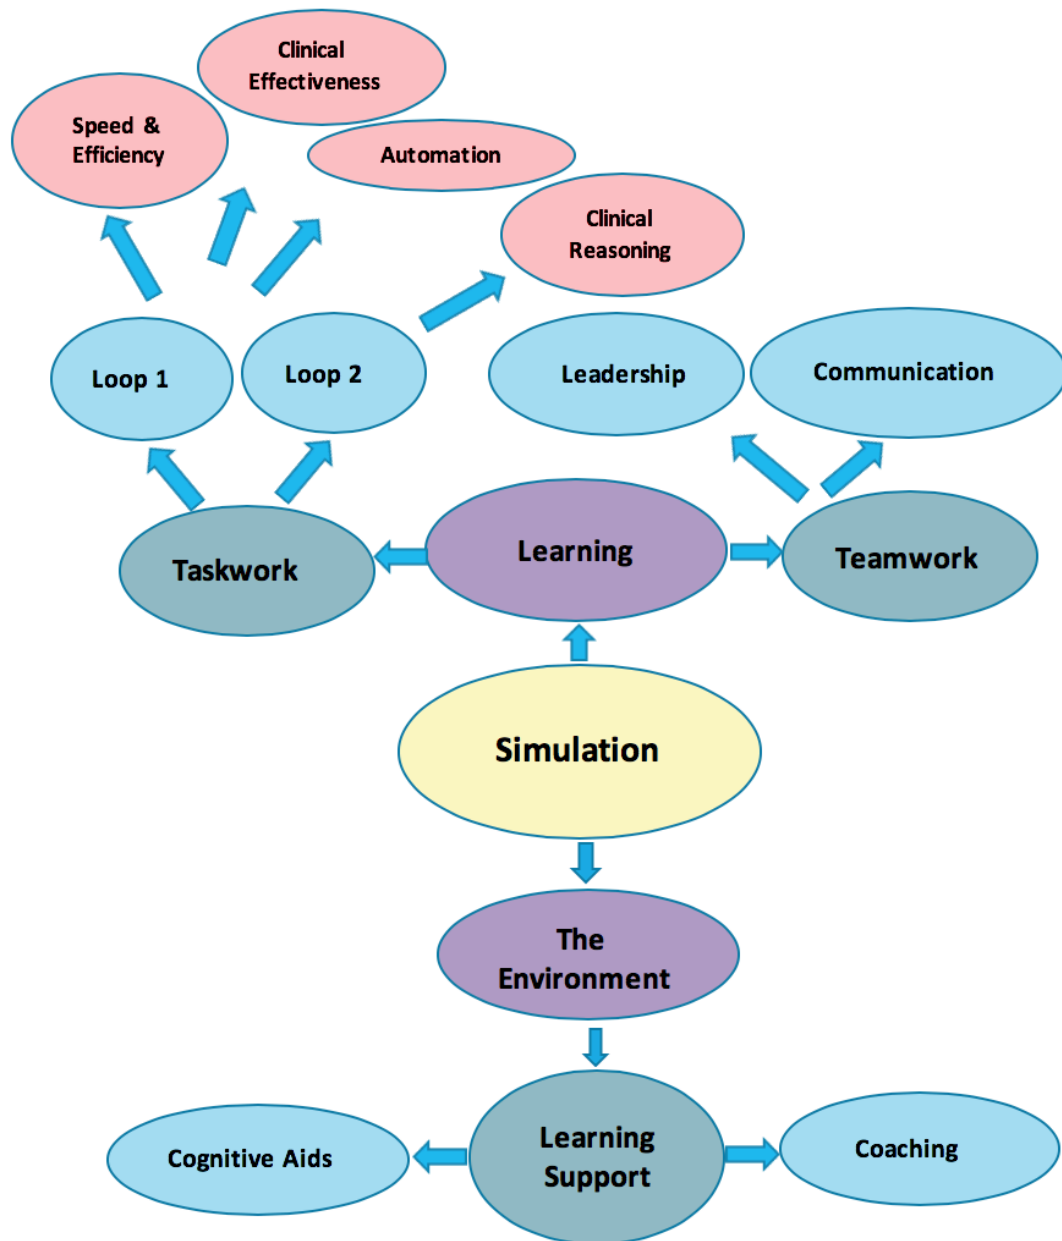 Clinical
Effectiveness
Speed &
Efficiency
Automation
Clinical
Reasoning
Loop 1
Loop 2
Leadership
Communication
Taskwork
Learning
Teamwork
Simulation
The
Environment
Cognitive Aids
Learning
Support
Coaching